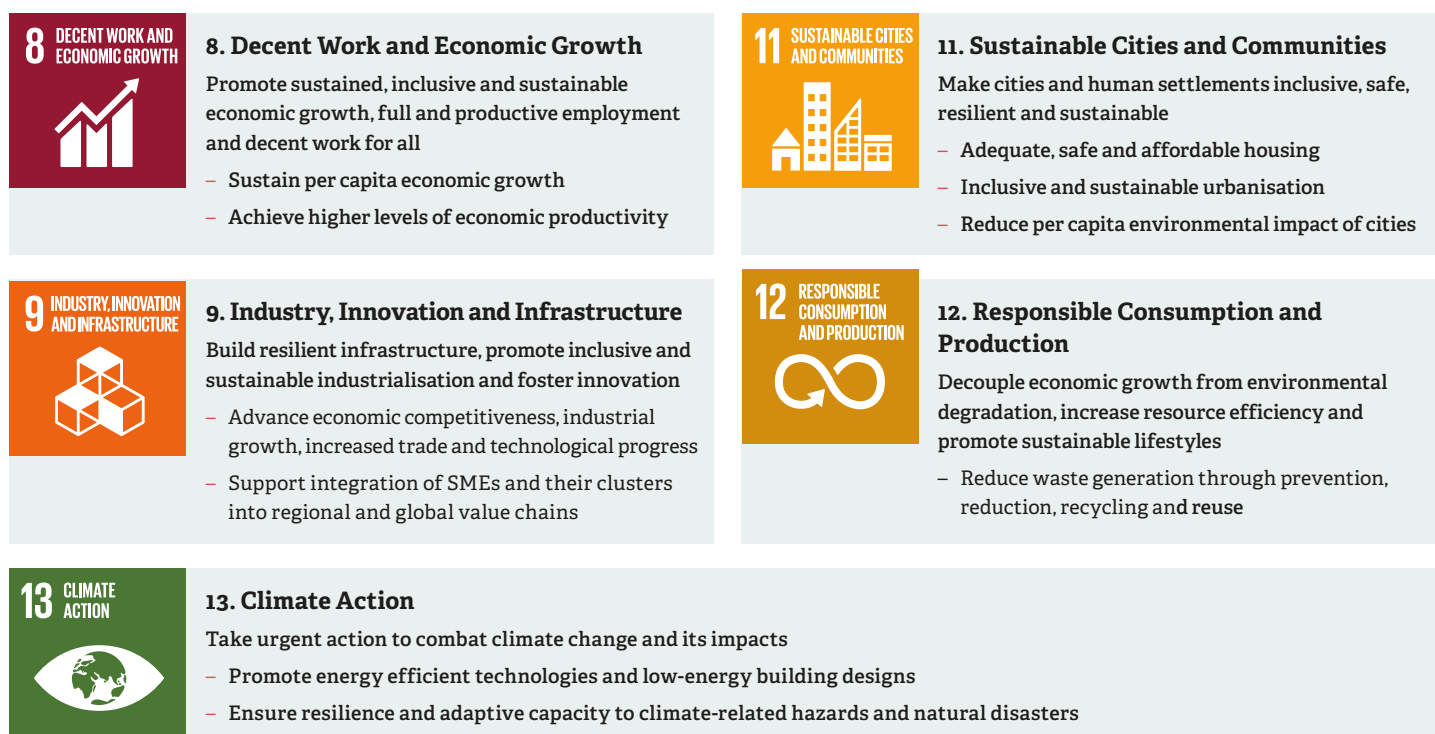 8 DECENT WORK AND
ECONOMIC GROWTH
8. Decent Work and Economic Growth
Promote sustained, inclusive and sustainable
economic growth, full and productive employment
and decent work for all
– Sustain per capita economic growth
– Achieve higher levels of economic productivity
9 INDUSTRY, INNOVATION
AND INFRASTRUCTURE
9. Industry, Innovation and Infrastructure
Build resilient infrastructure, promote inclusive and
sustainable industrialisation and foster innovation
– Advance economic competitiveness, industrial
growth, increased trade and technological progress
– Support integration of SMEs and their clusters
into regional and global value chains
11 SUSTAINABLE CITIES
AND COMMUNITIES
11. Sustainable Cities and Communities
Make cities and human settlements inclusive, safe,
resilient and sustainable
– Adequate, safe and affordable housing
– Inclusive and sustainable urbanisation
– Reduce per capita environmental impact of cities
12 RESPONSIBLE
CONSUMPTION
AND PRODUCTION
12. Responsible Consumption and
Production
Decouple economic growth from environmental
degradation, increase resource efficiency and
promote sustainable lifestyles
– Reduce waste generation through prevention,
reduction, recycling and reuse
13 CLIMATE
ACTION
13. Climate Action
Take urgent action to combat climate change and its impacts
– Promote energy efficient technologies and low-energy building designs
– Ensure resilience and adaptive capacity to climate-related hazards and natural disasters